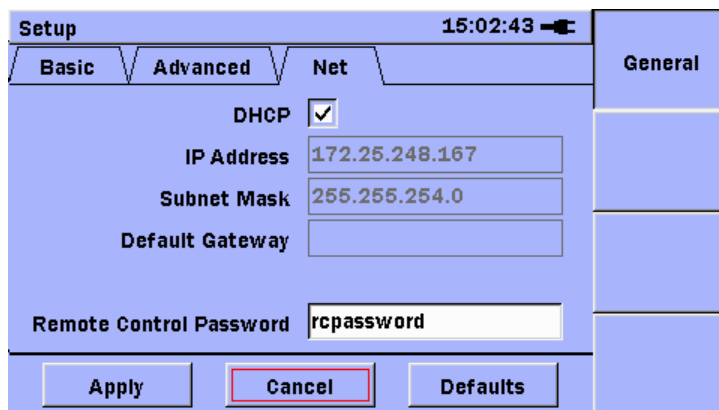 Setup 15:02:43
General
Basic Advanced Net
DHCP
IP Address 172.25.248.167
Subnet Mask 255.255.254.0
Default Gateway
Remote Control Password rcpassword
Apply Cancel Defaults